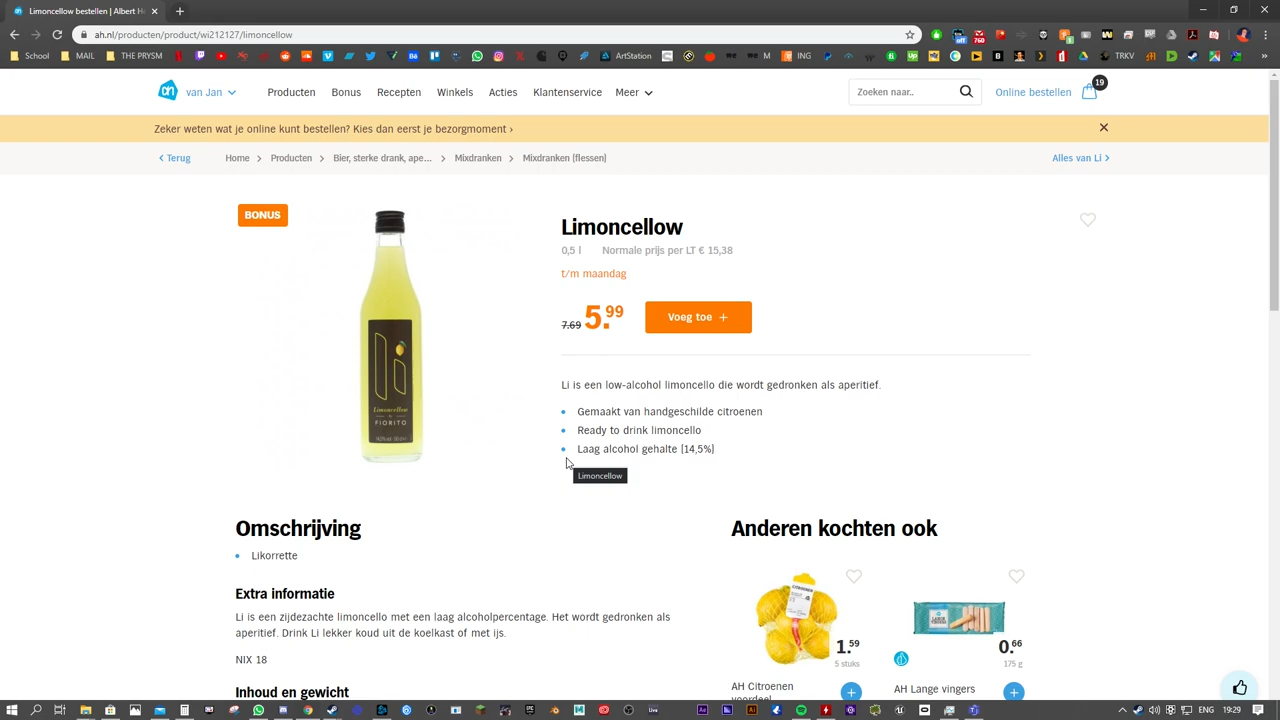 Limoncellow bestellen | Albert He
ah.nl/producten/product/wi212127/limoncellow
School MAIL THE PRYSM ArtStation ING TRKV
van Jan Producten Bonus Recepten Winkels Acties Klantenservice Meer Zoeken naar.. Online bestellen 19
Zeker weten wat je online kunt bestellen? Kies dan eerst je bezorgmoment ›
Terug Home Producten Bier, sterke drank, ape... Mixdranken Mixdranken (flessen) Alles van Li
BONUS
Limoncellow
0,5 l Normale prijs per LT € 15,38
t/m maandag
7.69 5.99 Voeg toe +
Li is een low-alcohol limoncello die wordt gedronken als aperitief.
Gemaakt van handgeschilde citroenen
Ready to drink limoncello
Laag alcohol gehalte (14,5%)
Limoncellow
li
Limoncellow
by
FIORITO
Omschrijving
Likorrette
Extra informatie
Li is een zijdezachte limoncello met een laag alcoholpercentage. Het wordt gedronken als
aperitief. Drink Li lekker koud uit de koelkast of met ijs.
NIX 18
Inhoud en gewicht
Anderen kochten ook
1.59
5 stuks
AH Citroenen
voordeel
0.66
175 g
AH Lange vingers
ENG